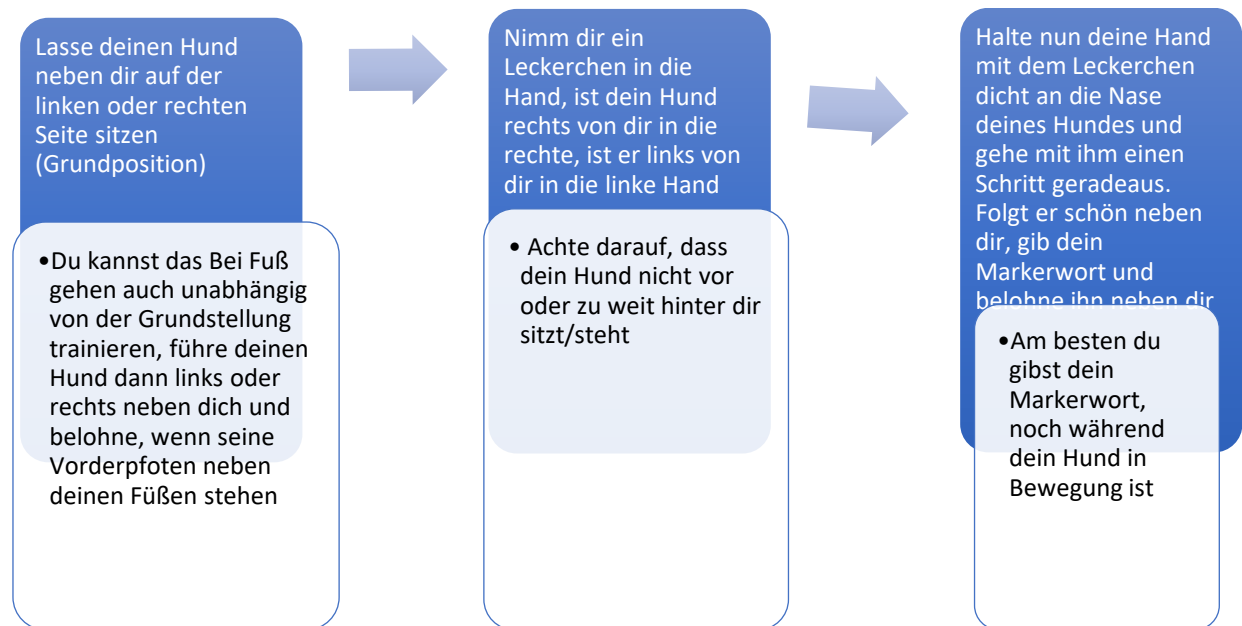 Lasse deinen Hund
neben dir auf der
linken oder rechten
Seite sitzen
(Grundposition)
•Du kannst das Bei Fuß
gehen auch unabhängig
von der Grundstellung
trainieren, führe deinen
Hund dann links oder
rechts neben dich und
belohne, wenn seine
Vorderpfoten neben
deinen Füßen stehen
Nimm dir ein
Leckerchen in die
Hand, ist dein Hund
rechts von dir in die
rechte, ist er links von
dir in die linke Hand
• Achte darauf, dass
dein Hund nicht vor
oder zu weit hinter dir
sitzt/steht
Halte nun deine Hand
mit dem Leckerchen
dicht an die Nase
deines Hundes und
gehe mit ihm einen
Schritt geradeaus.
Folgt er schön neben
dir, gib dein
Markerwort und
belohne ihn neben dir
•Am besten du
gibst dein
Markerwort,
noch während
dein Hund in
Bewegung ist